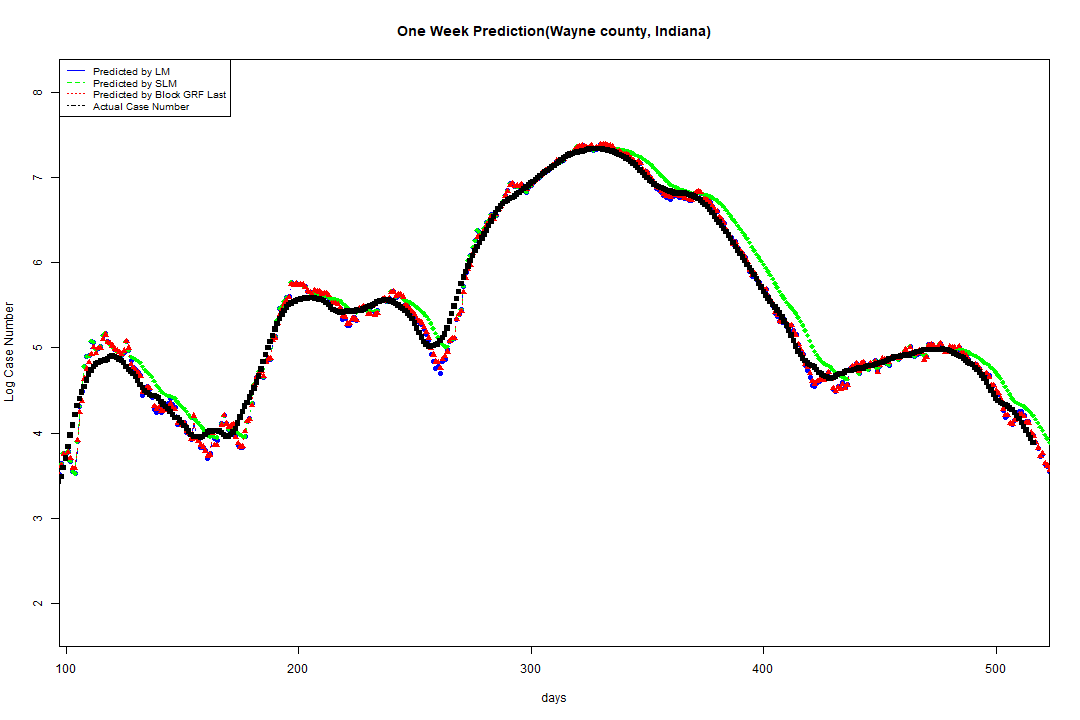 One Week Prediction(Wayne county, Indiana)
Predicted by LM
Predicted by SLM
Predicted by Block GRF Last
Actual Case Number
Log Case Number
8
7
6
5
4
3
2
100 200 300 400 500
days